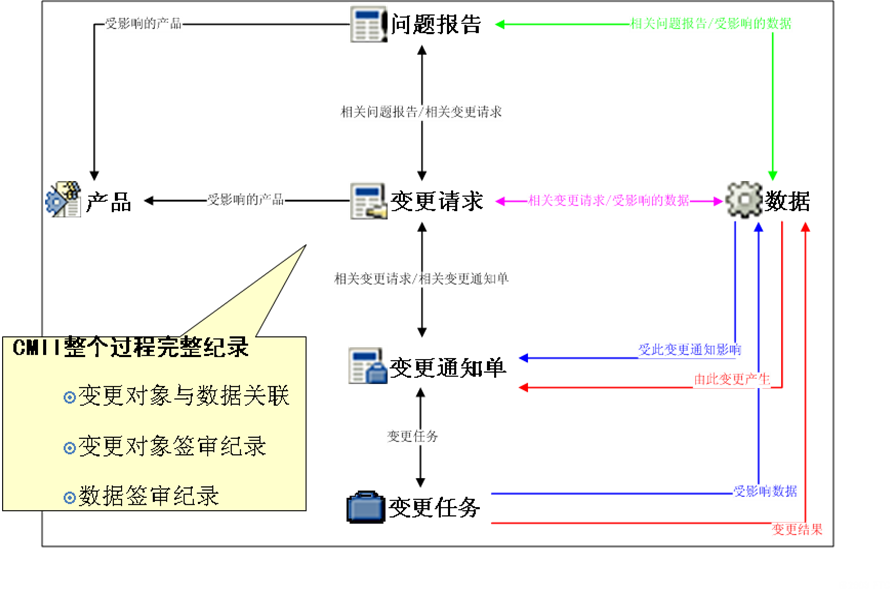 受影响的产品
问题报告
相关问题报告/受影响的数据
相关问题报告/相关变更请求
产品
受影响的产品
变更请求
相关变更请求/受影响的数据
数据
相关变更请求/相关变更通知单
CMII整个过程完整纪录
变更对象与数据关联
变更对象签审纪录
数据签审纪录
受此变更通知影响
变更通知单
由此变更产生
变更任务
受影响数据
变更任务
变更结果